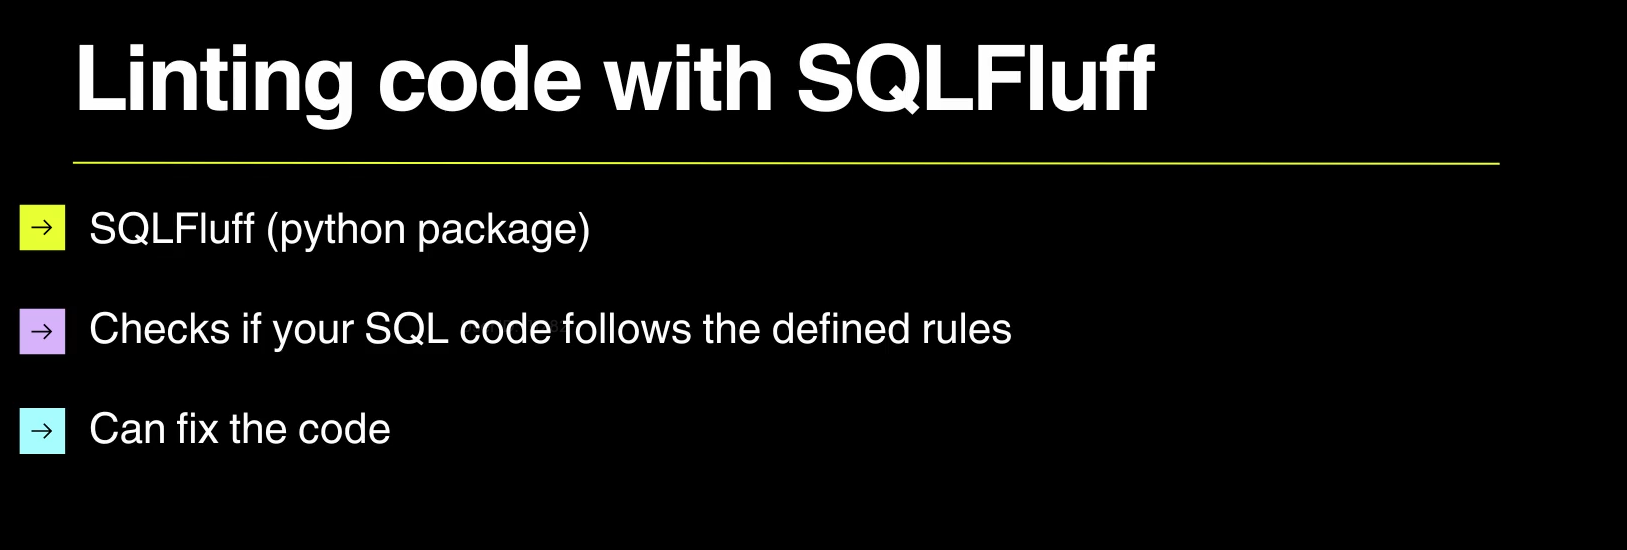 Linting code with SQLFluff
SQLFluff (python package)
Checks if your SQL code follows the defined rules
Can fix the code